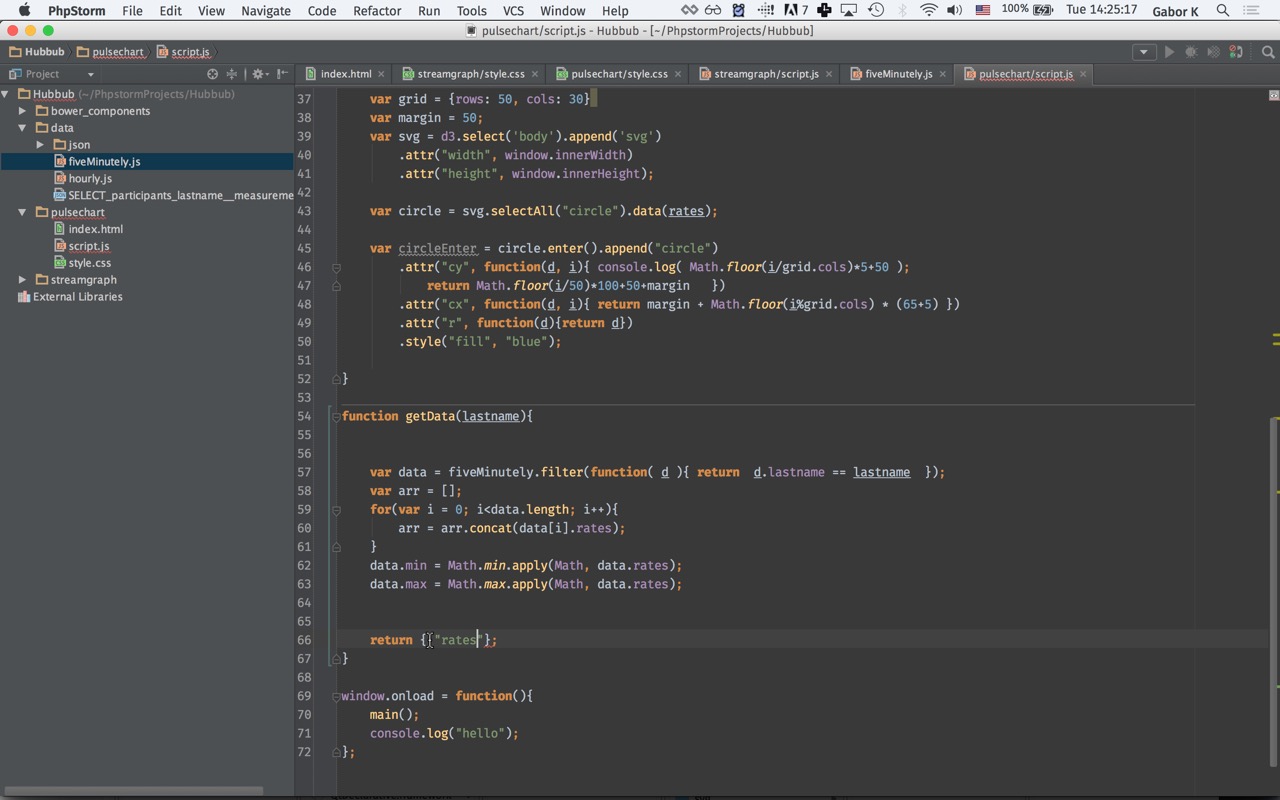 PhpStorm File Edit View Navigate Code Refactor Run Tools VCS Window Help 7 100% Tue 14:25:17 Gabor K
pulsechart/script.js - Hubbub - [~/PhpstormProjects/Hubbub]
Hubbub pulsechart script.js
Project index.html streamgraph/style.css pulsechart/style.css streamgraph/script.js fiveMinutely.js pulsechart/script.js
Hubbub (~/PhpstormProjects/Hubbub)
bower_components
data
json
fiveMinutely.js
hourly.js
SELECT_participants_lastname__measureme
pulsechart
index.html
script.js
style.css
streamgraph
External Libraries
37 var grid = {rows: 50, cols: 30}
38 var margin = 50;
39 var svg = d3.select('body').append('svg')
40 .attr("width", window.innerWidth)
41 .attr("height", window.innerHeight);
42
43 var circle = svg.selectAll("circle").data(rates);
44
45 var circleEnter = circle.enter().append("circle")
46 .attr("cy", function(d, i){ console.log( Math.floor(i/grid.cols)*5+50 );
47 return Math.floor(i/50)*100+50+margin })
48 .attr("cx", function(d, i){ return margin + Math.floor(i%grid.cols) * (65+5) })
49 .attr("r", function(d){return d})
50 .style("fill", "blue");
51
52 }
53
54 function getData(lastname){
55
56
57 var data = fiveMinutely.filter(function( d ){ return d.lastname == lastname });
58 var arr = [];
59 for(var i = 0; i<data.length; i++){
60 arr = arr.concat(data[i].rates);
61 }
62 data.min = Math.min.apply(Math, data.rates);
63 data.max = Math.max.apply(Math, data.rates);
64
65
66 return { "rates"};
67 }
68
69 window.onload = function(){
70 main();
71 console.log("hello");
72 };